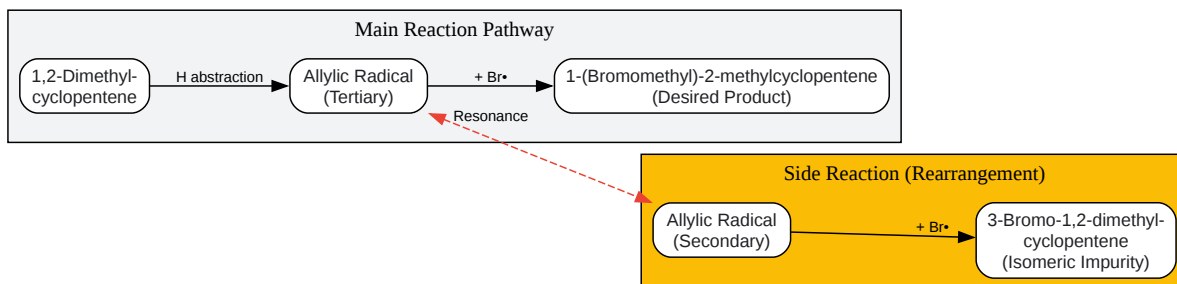 Main Reaction Pathway
1,2-Dimethyl-
cyclopentene
H abstraction
Allylic Radical
(Tertiary)
+ Br•
1-(Bromomethyl)-2-methylcyclopentene
(Desired Product)
Resonance
Side Reaction (Rearrangement)
Allylic Radical
(Secondary)
+ Br•
3-Bromo-1,2-dimethyl-
cyclopentene
(Isomeric Impurity)